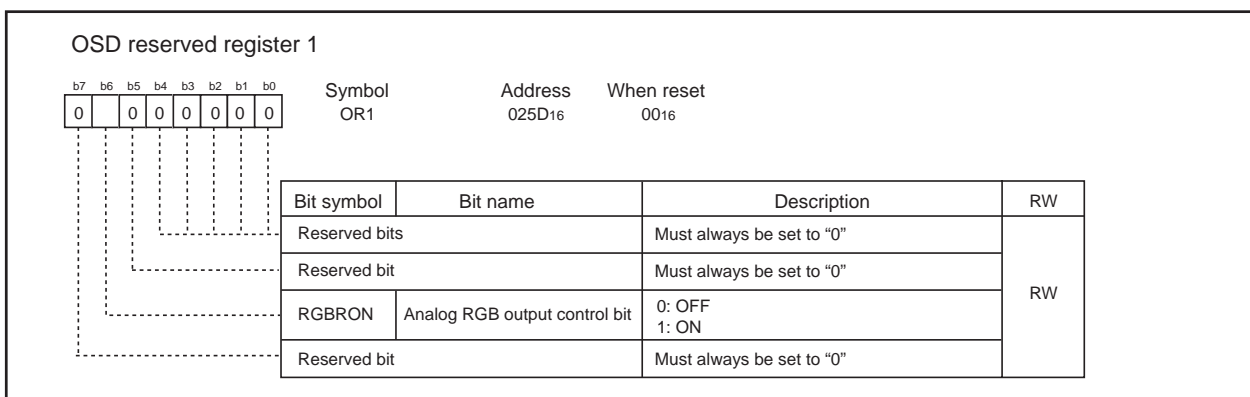 OSD reserved register 1
b7 b6 b5 b4 b3 b2 b1 b0
0 0 0 0 0 0 0
Symbol Address When reset
OR1 025D16 0016
Bit symbol Bit name Description RW
Reserved bits Must always be set to “0”
Reserved bit Must always be set to “0”
RGBRON Analog RGB output control bit 0: OFF
1: ON
RW
Reserved bit Must always be set to “0”